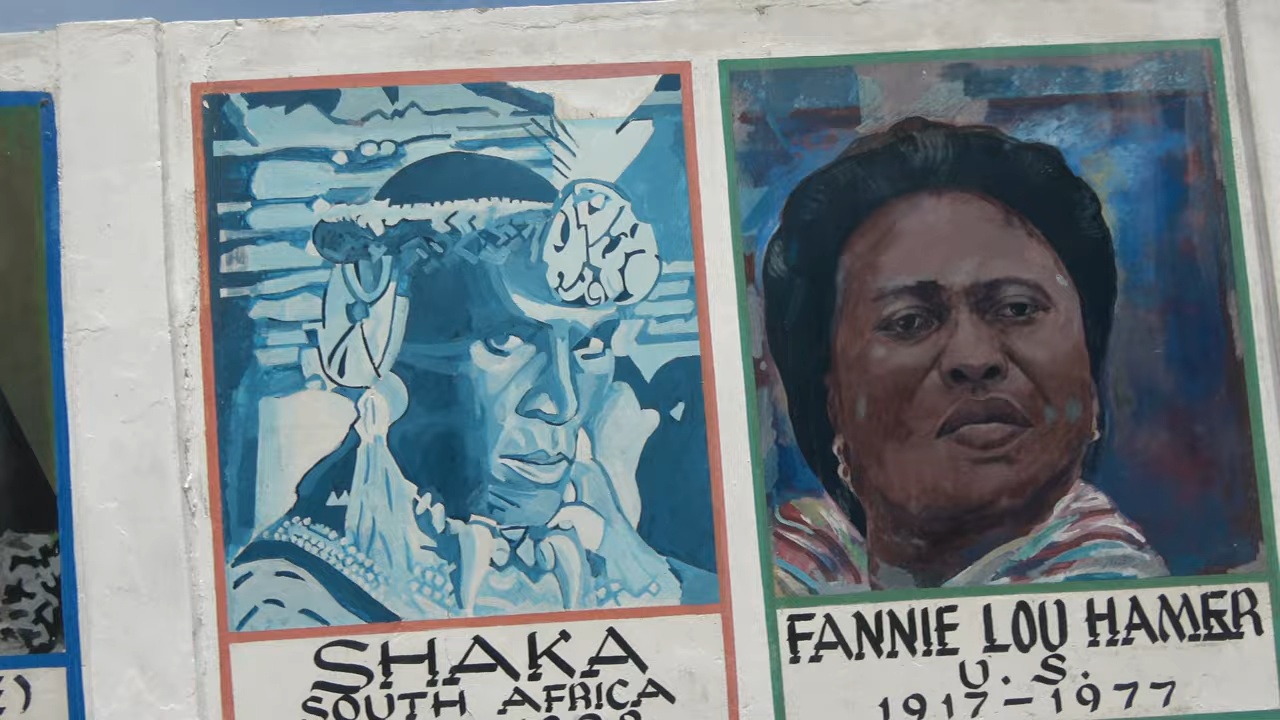 SHAKA
SOUTH AFRICA
FANNIE LOU HAMER
U. S.
1917-1977